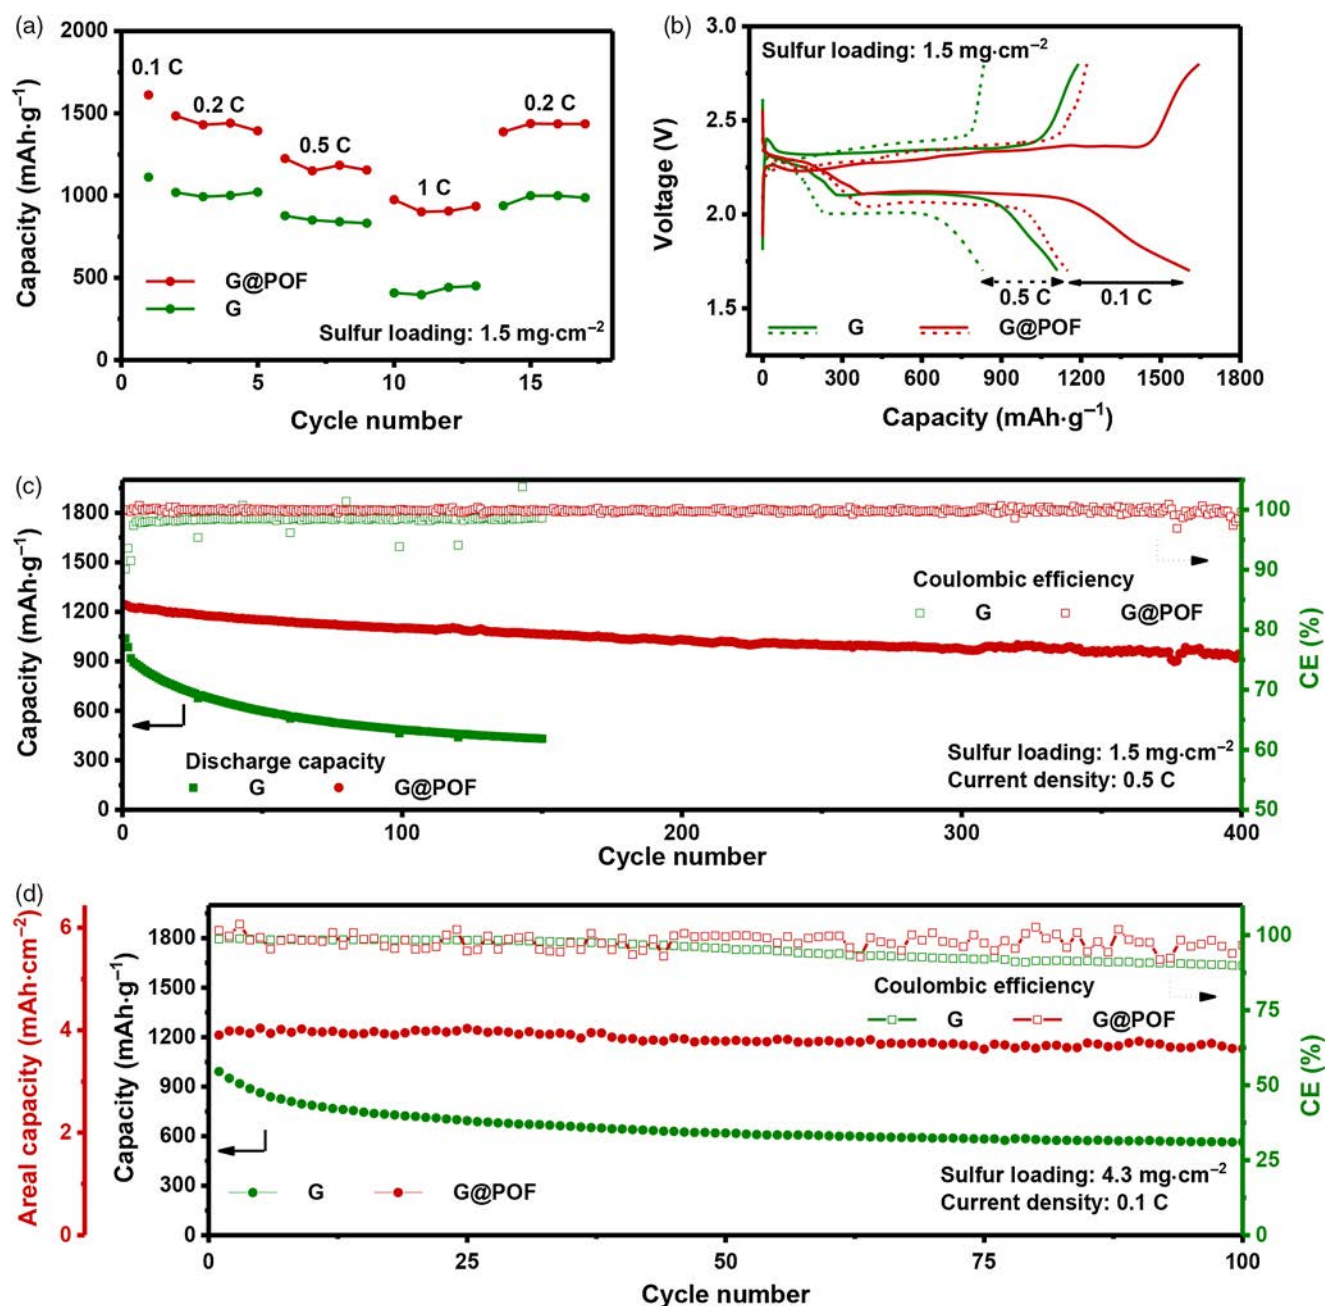 (a)
2000
1500
1000
500
0
Capacity (mAh·g⁻¹)
0.1 C
0.2 C
0.5 C
1 C
0.2 C
G@POF
G
Sulfur loading: 1.5 mg·cm⁻²
0 5 10 15
Cycle number
(b)
3.0
2.5
2.0
1.5
Voltage (V)
Sulfur loading: 1.5 mg·cm⁻²
0.5 C 0.1 C
G G@POF
0 300 600 900 1200 1500 1800
Capacity (mAh·g⁻¹)
(c)
1800
1500
1200
900
600
300
0
Capacity (mAh·g⁻¹)
Coulombic efficiency
G G@POF
Discharge capacity
G G@POF
Sulfur loading: 1.5 mg·cm⁻²
Current density: 0.5 C
100
90
80
70
60
50
CE (%)
0 100 200 300 400
Cycle number
(d)
6
4
2
0
Areal capacity (mAh·cm⁻²)
1800
1500
1200
900
600
300
0
Capacity (mAh·g⁻¹)
Coulombic efficiency
G G@POF
G G@POF
Sulfur loading: 4.3 mg·cm⁻²
Current density: 0.1 C
100
75
50
25
0
CE (%)
0 25 50 75 100
Cycle number